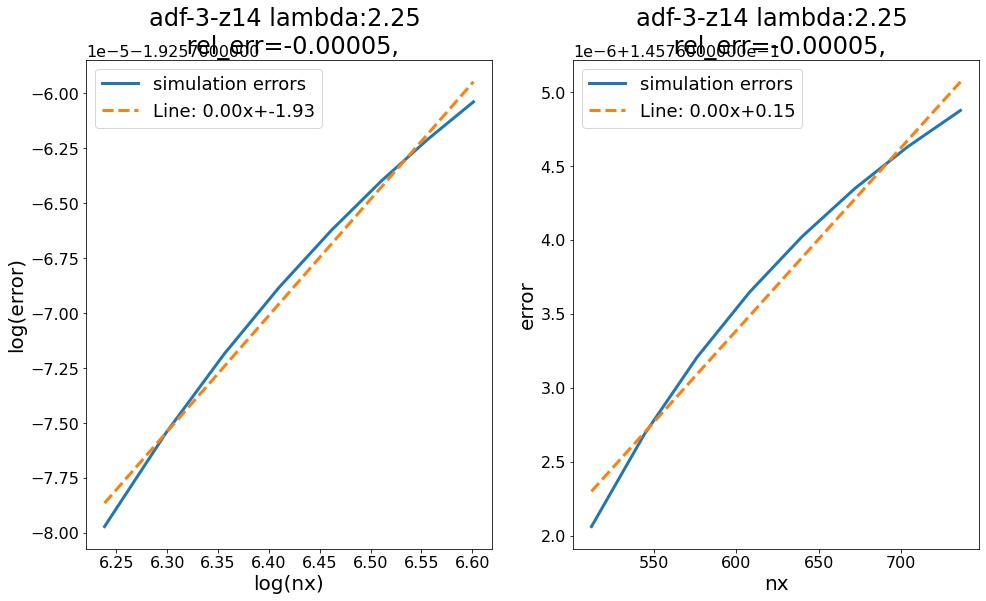 adf-3-z14 lambda:2.25
rel_err=-0.00005,
1e−5−1.9257000000
simulation errors
Line: 0.00x+-1.93
−6.00
−6.25
−6.50
−6.75
−7.00
−7.25
−7.50
−7.75
−8.00
log(error)
6.25 6.30 6.35 6.40 6.45 6.50 6.55 6.60
log(nx)
adf-3-z14 lambda:2.25
rel_err=-0.00005,
1e−6+1.4576000000e−1
simulation errors
Line: 0.00x+0.15
5.0
4.5
4.0
3.5
3.0
2.5
2.0
error
550 600 650 700
nx